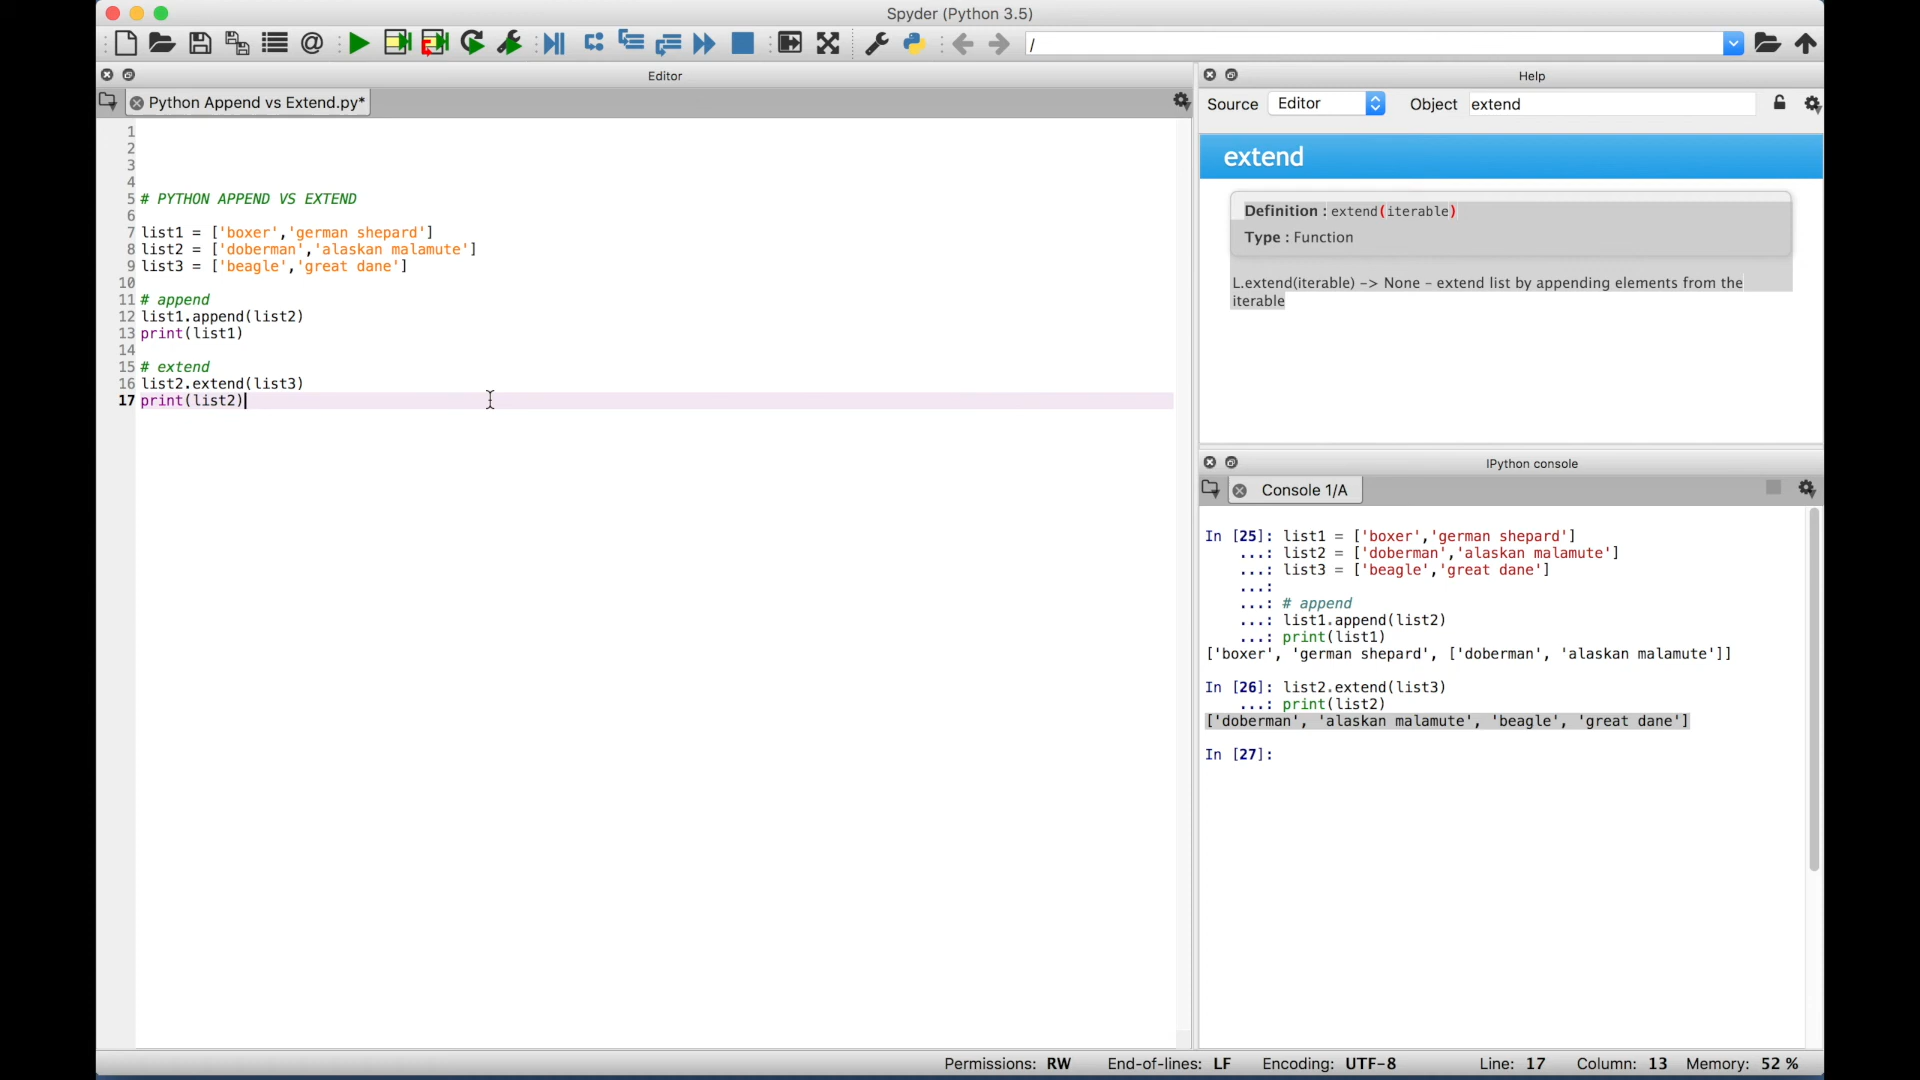 Spyder (Python 3.5)
/
Editor
Python Append vs Extend.py*
1
2
3
4
5 # PYTHON APPEND VS EXTEND
6
7 list1 = ['boxer','german shepard']
8 list2 = ['doberman','alaskan malamute']
9 list3 = ['beagle','great dane']
10
11 # append
12 list1.append(list2)
13 print(list1)
14
15 # extend
16 list2.extend(list3)
17 print(list2)
Help
Source Editor Object extend
extend
Definition : extend(iterable)
Type : Function
L.extend(iterable) -> None - extend list by appending elements from the
iterable
IPython console
Console 1/A
In [25]: list1 = ['boxer','german shepard']
...: list2 = ['doberman','alaskan malamute']
...: list3 = ['beagle','great dane']
...:
...: # append
...: list1.append(list2)
...: print(list1)
['boxer', 'german shepard', ['doberman', 'alaskan malamute']]
In [26]: list2.extend(list3)
...: print(list2)
['doberman', 'alaskan malamute', 'beagle', 'great dane']
In [27]:
Permissions: RW End-of-lines: LF Encoding: UTF-8 Line: 17 Column: 13 Memory: 52 %